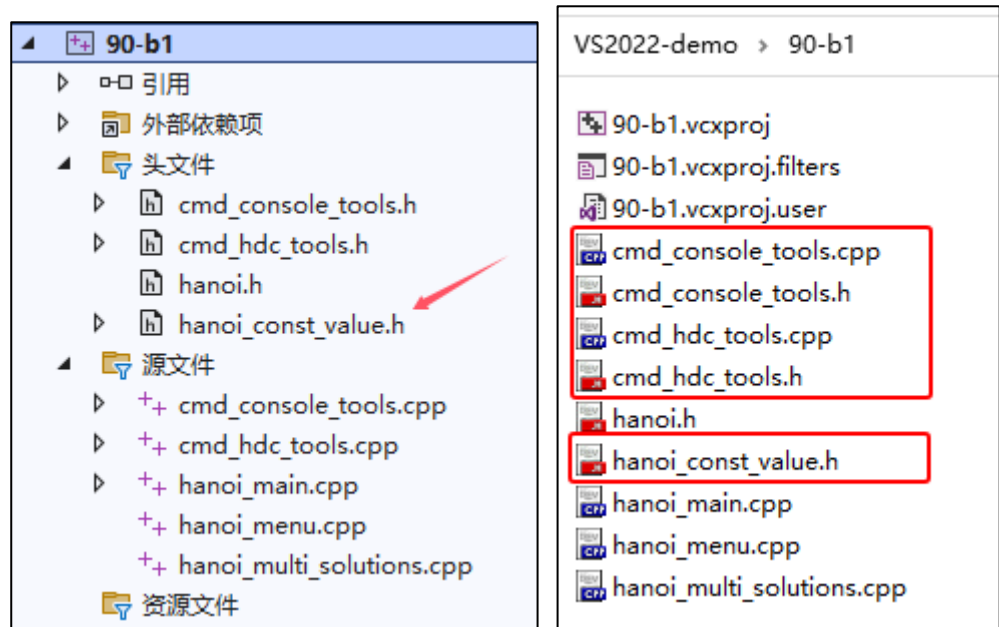 90-b1
引用
外部依赖项
头文件
cmd_console_tools.h
cmd_hdc_tools.h
hanoi.h
hanoi_const_value.h
源文件
cmd_console_tools.cpp
cmd_hdc_tools.cpp
hanoi_main.cpp
hanoi_menu.cpp
hanoi_multi_solutions.cpp
资源文件
VS2022-demo > 90-b1
90-b1.vcxproj
90-b1.vcxproj.filters
90-b1.vcxproj.user
cmd_console_tools.cpp
cmd_console_tools.h
cmd_hdc_tools.cpp
cmd_hdc_tools.h
hanoi.h
hanoi_const_value.h
hanoi_main.cpp
hanoi_menu.cpp
hanoi_multi_solutions.cpp